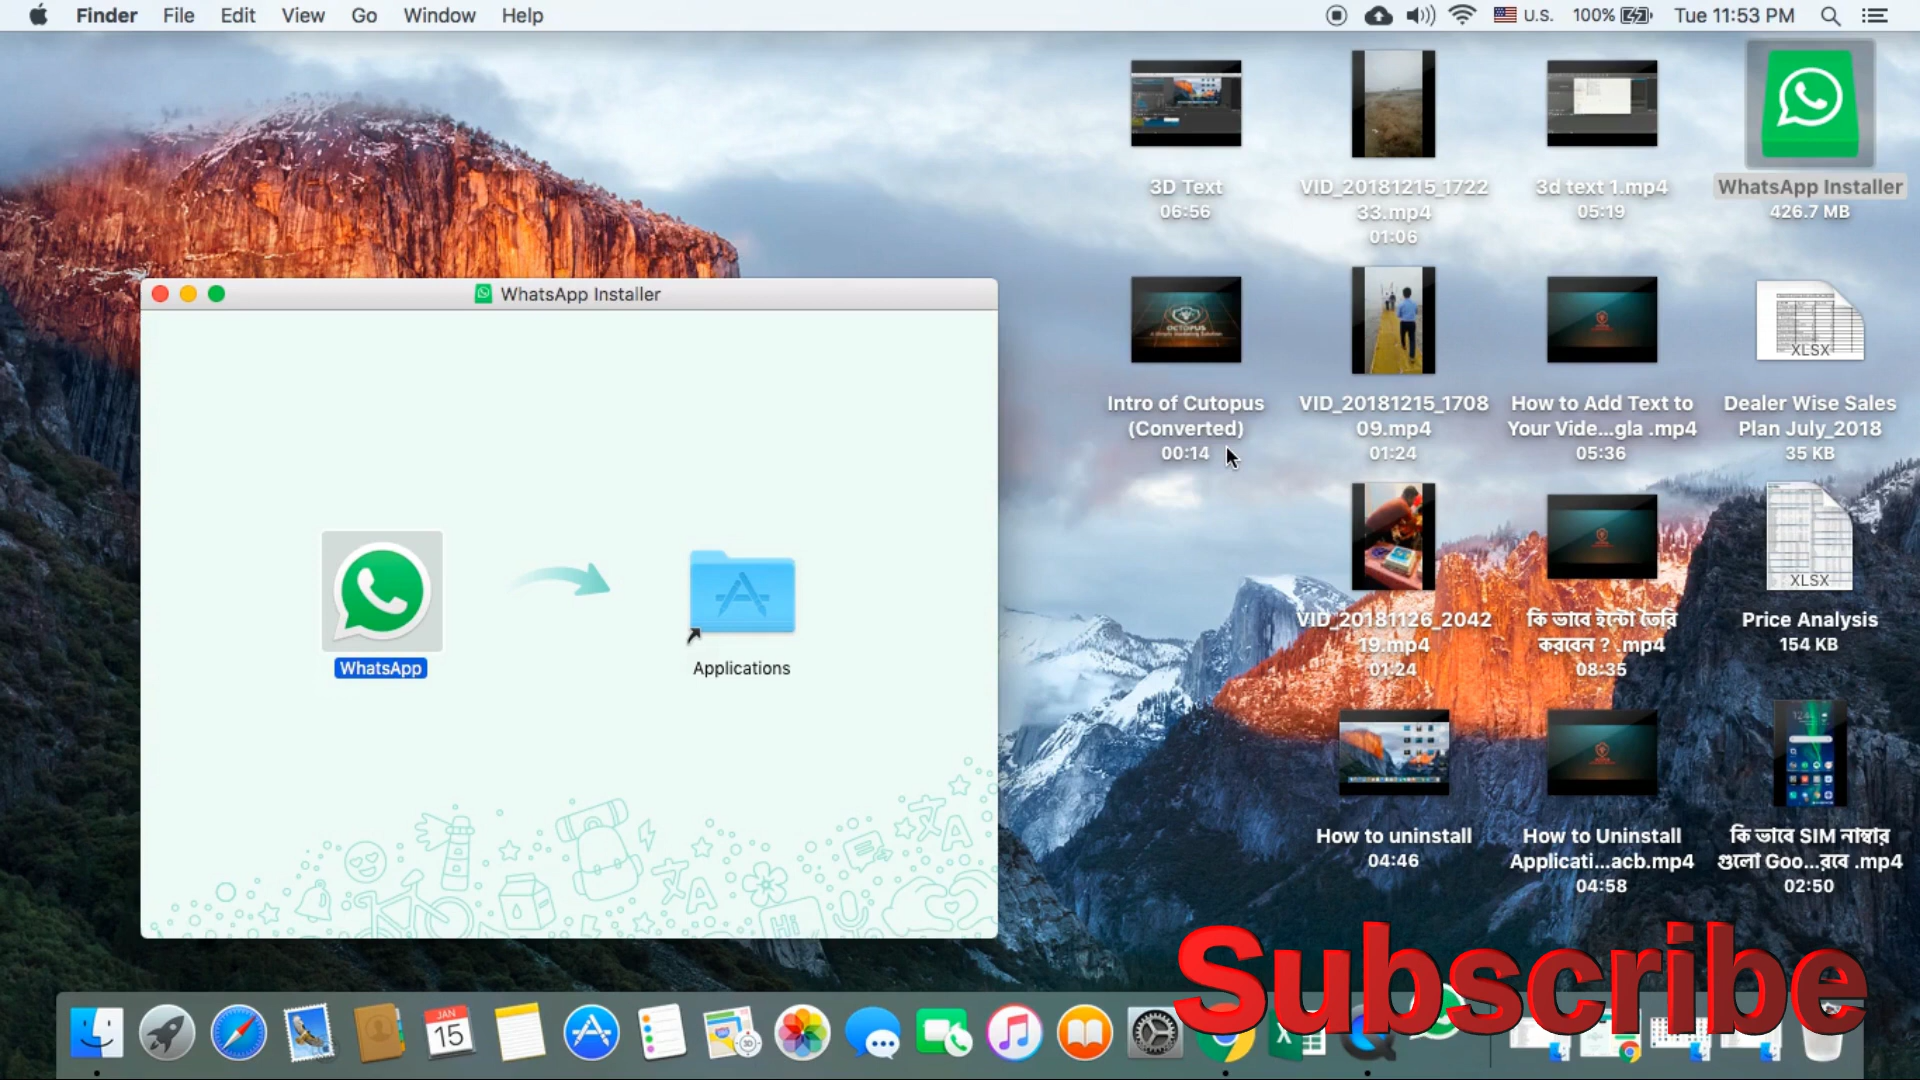 Finder File Edit View Go Window Help
U.S. 100% Tue 11:53 PM
3D Text
06:56
VID_20181215_1722
33.mp4
01:06
3d text 1.mp4
05:19
WhatsApp Installer
426.7 MB
WhatsApp Installer
WhatsApp
Applications
Hi
OCTOPUS
Intro of Cutopus
(Converted)
00:14
VID_20181215_1708
09.mp4
01:24
How to Add Text to
Your Vide...gla .mp4
05:36
XLSX
Dealer Wise Sales
Plan July_2018
35 KB
VID_20181126_2042
19.mp4
01:24
কি ভাবে ইন্টো তৈরি
করবেন ? .mp4
08:35
XLSX
Price Analysis
154 KB
How to uninstall
04:46
How to Uninstall
Applicati...acb.mp4
04:58
কি ভাবে SIM নাম্বার
গুলো Goo...রবে .mp4
02:50
Subscribe
JAN
15